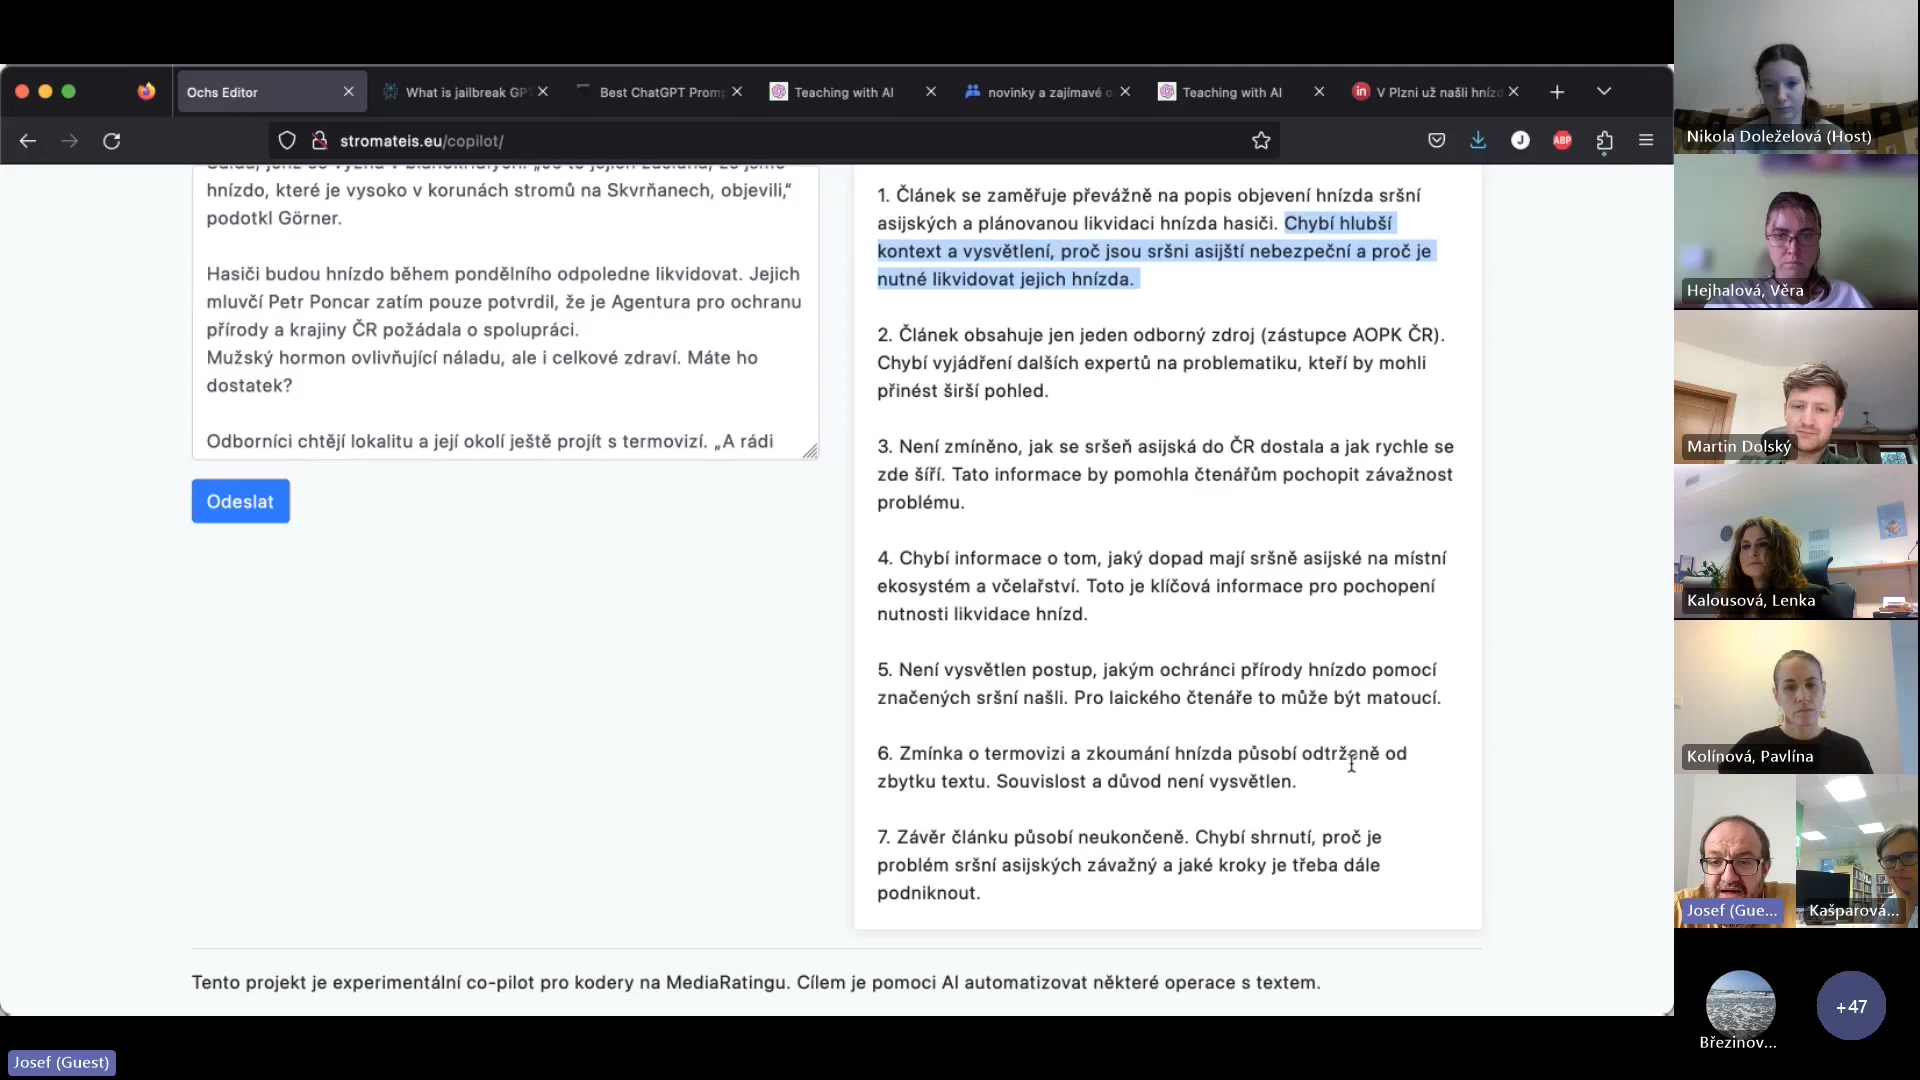 Ochs Editor
What is jailbreak GP
Best ChatGPT Prom
Teaching with AI
novinky a zajímavé o
Teaching with AI
V Plzni už našli hnízd
stromateis.eu/copilot/
J
ABP
hnízdo, které je vysoko v korunách stromů na Skvrňanech, objevili,“
podotkl Görner.
Hasiči budou hnízdo během pondělního odpoledne likvidovat. Jejich
mluvčí Petr Poncar zatím pouze potvrdil, že je Agentura pro ochranu
přírody a krajiny ČR požádala o spolupráci.
Mužský hormon ovlivňující náladu, ale i celkové zdraví. Máte ho
dostatek?
Odborníci chtějí lokalitu a její okolí ještě projít s termovizí. „A rádi
Odeslat
1. Článek se zaměřuje převážně na popis objevení hnízda sršní
asijských a plánovanou likvidaci hnízda hasiči. Chybí hlubší
kontext a vysvětlení, proč jsou sršni asijští nebezpeční a proč je
nutné likvidovat jejich hnízda.
2. Článek obsahuje jen jeden odborný zdroj (zástupce AOPK ČR).
Chybí vyjádření dalších expertů na problematiku, kteří by mohli
přinést širší pohled.
3. Není zmíněno, jak se sršeň asijská do ČR dostala a jak rychle se
zde šíří. Tato informace by pomohla čtenářům pochopit závažnost
problému.
4. Chybí informace o tom, jaký dopad mají sršně asijské na místní
ekosystém a včelařství. Toto je klíčová informace pro pochopení
nutnosti likvidace hnízd.
5. Není vysvětlen postup, jakým ochránci přírody hnízdo pomocí
značených sršní našli. Pro laického čtenáře to může být matoucí.
6. Zmínka o termovizi a zkoumání hnízda působí odtrženě od
zbytku textu. Souvislost a důvod není vysvětlen.
7. Závěr článku působí neukončeně. Chybí shrnutí, proč je
problém sršní asijských závažný a jaké kroky je třeba dále
podniknout.
Tento projekt je experimentální co-pilot pro kodery na MediaRatingu. Cílem je pomoci AI automatizovat některé operace s textem.
Josef (Guest)
Nikola Doleželová (Host)
Hejhalová, Věra
Martin Dolský
Kalousová, Lenka
Kolínová, Pavlína
Josef (Gue...
Kašparová...
Březinov...
+47